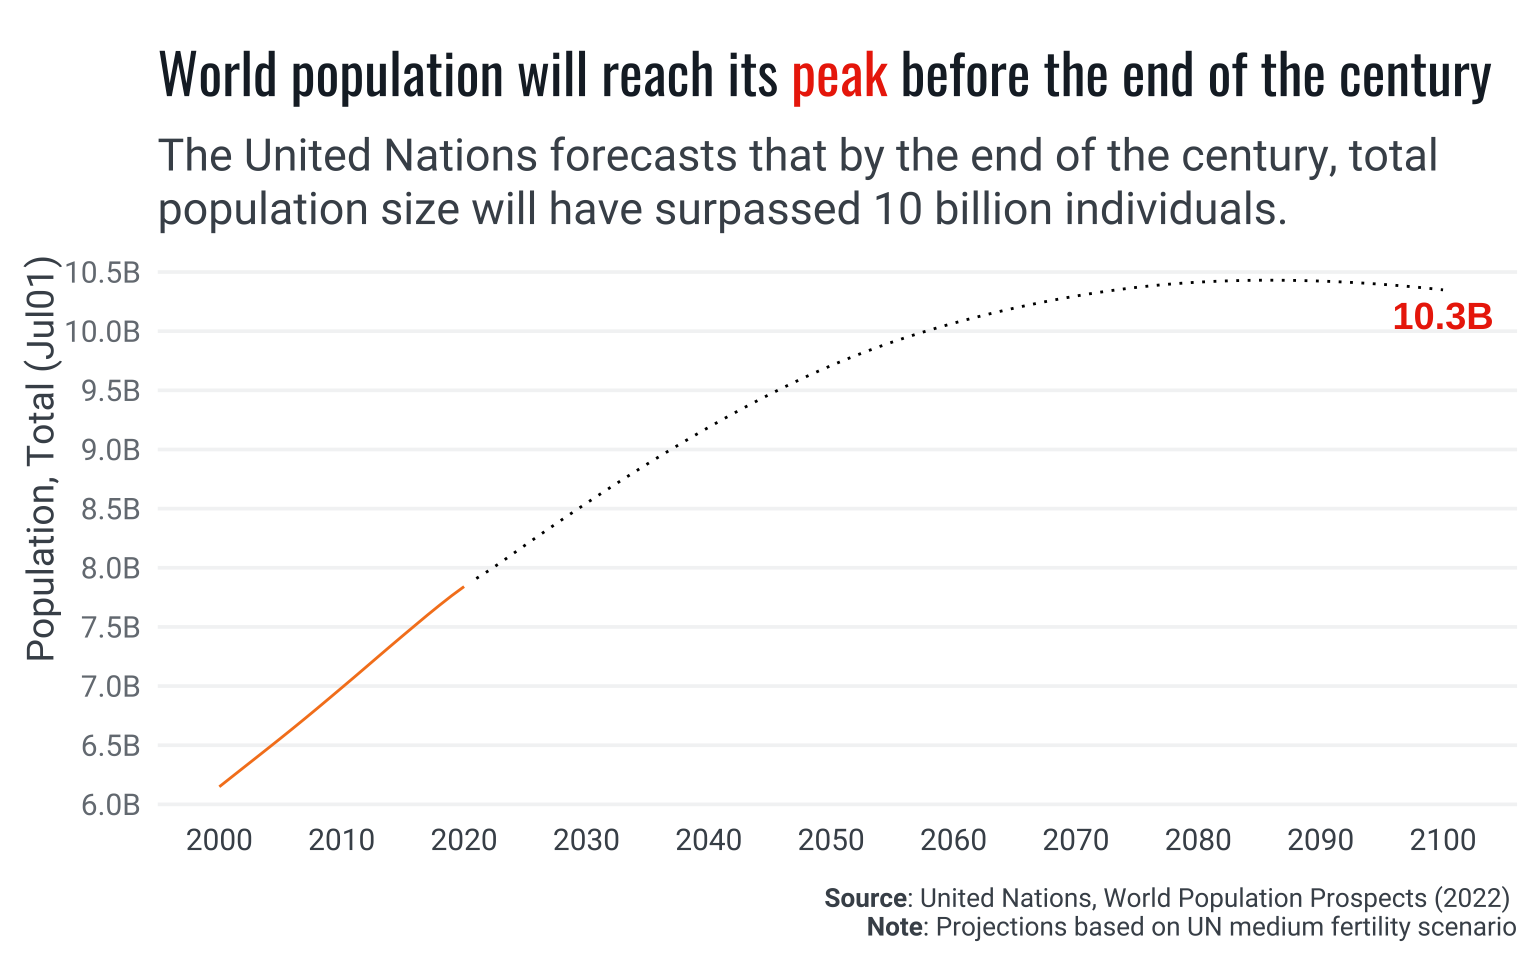 World population will reach its peak before the end of the century
The United Nations forecasts that by the end of the century, total
population size will have surpassed 10 billion individuals.
Population, Total (Jul01)
10.5B
10.0B
9.5B
9.0B
8.5B
8.0B
7.5B
7.0B
6.5B
6.0B
10.3B
2000 2010 2020 2030 2040 2050 2060 2070 2080 2090 2100
Source: United Nations, World Population Prospects (2022)
Note: Projections based on UN medium fertility scenario